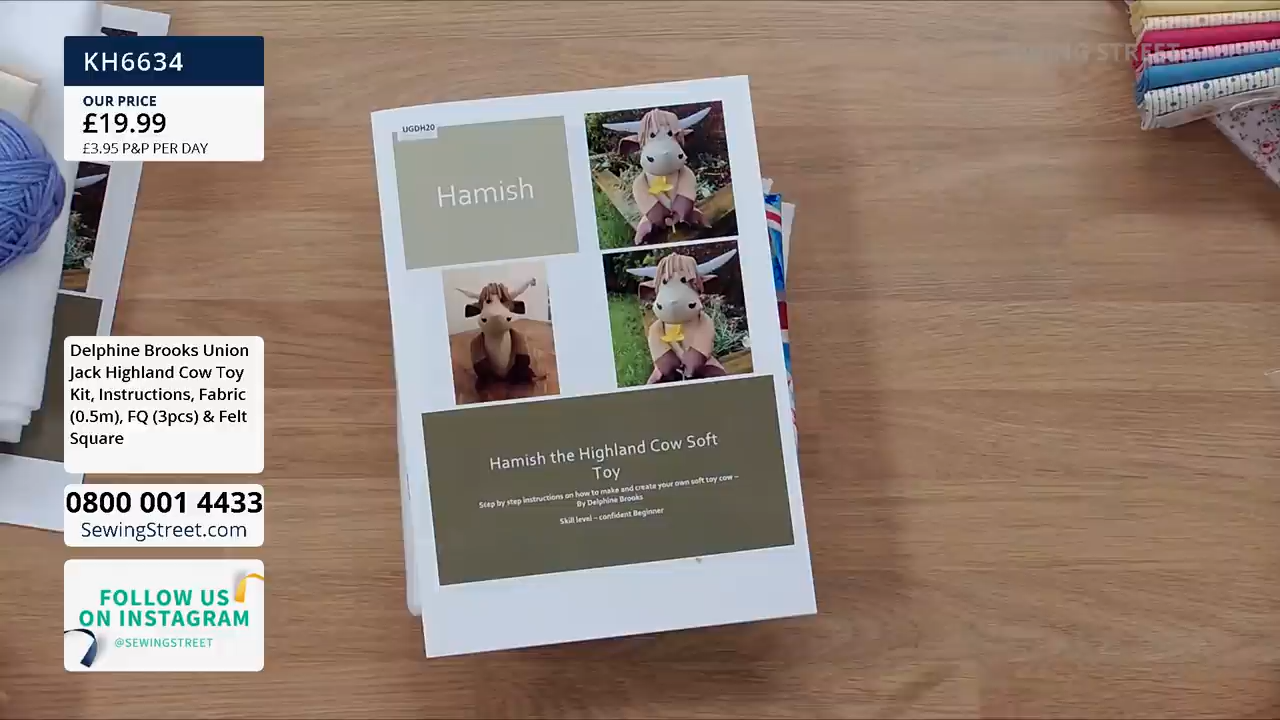 KH6634
OUR PRICE
£19.99
£3.95 P&P PER DAY
Delphine Brooks Union
Jack Highland Cow Toy
Kit, Instructions, Fabric
(0.5m), FQ (3pcs) & Felt
Square
0800 001 4433
SewingStreet.com
FOLLOW US
ON INSTAGRAM
@SEWINGSTREET
SEWING STREET
UGDH20
Hamish
Hamish the Highland Cow Soft
Toy
Step by step instructions on how to make and create your own soft toy cow –
By Delphine Brooks
Skill level – confident Beginner